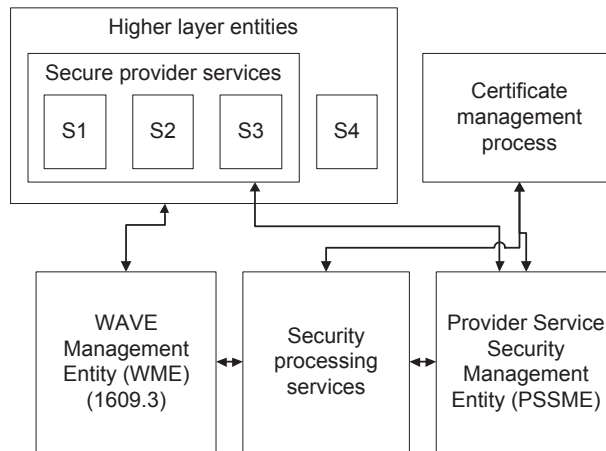 Higher layer entities
Secure provider services
S1 S2 S3 S4
Certificate
management
process
WAVE
Management
Entity (WME)
(1609.3)
Security
processing
services
Provider Service
Security
Management
Entity (PSSME)